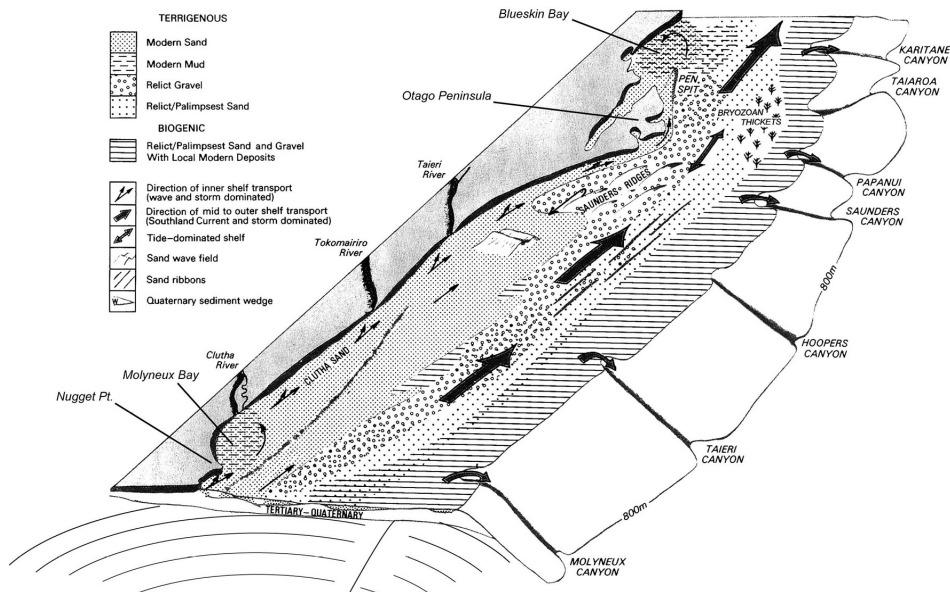 TERRIGENOUS
Modern Sand
Modern Mud
Relict Gravel
Relict/Palimpsest Sand
BIOGENIC
Relict/Palimpsest Sand and Gravel
With Local Modern Deposits
Direction of inner shelf transport
(wave and storm dominated)
Direction of mid to outer shelf transport
(Southland Current and storm dominated)
Tide-dominated shelf
Sand wave field
Sand ribbons
W
Quaternary sediment wedge
Blueskin Bay
Otago Peninsula
PEN.
SPIT
BRYOZOAN
THICKETS
KARITANE
CANYON
TAIAROA
CANYON
PAPANUI
CANYON
SAUNDERS
CANYON
Taieri
River
SAUNDERS-RIDGES
Tokomairiro
River
800m
HOOPERS
CANYON
Clutha
River
CLUTHA SAND
Molyneux Bay
Nugget Pt.
TAIERI
CANYON
800m
TERTIARY-QUATERNARY
MOLYNEUX
CANYON